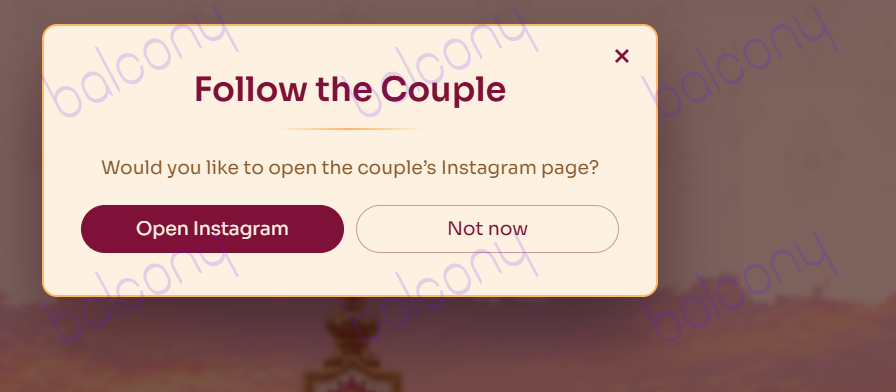 Follow the Couple
Would you like to open the couple’s Instagram page?
Open Instagram
Not now
balcony
balcony
balcony
balcony
balcony
balcony